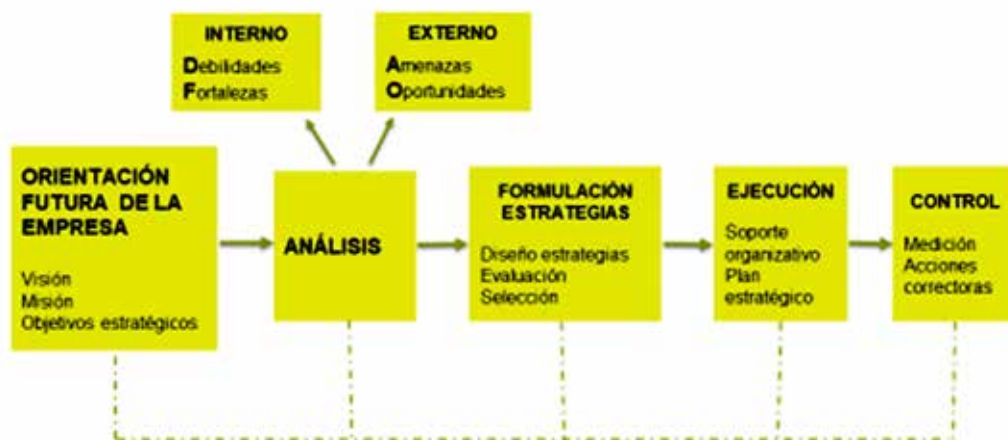 INTERNO
Debilidades
Fortalezas
EXTERNO
Amenazas
Oportunidades
ORIENTACIÓN
FUTURA DE LA
EMPRESA
Visión
Misión
Objetivos estratégicos
ANÁLISIS
FORMULACIÓN
ESTRATEGIAS
Diseño estrategias
Evaluación
Selección
EJECUCIÓN
Soporte
organizativo
Plan
estratégico
CONTROL
Medición
Acciones
correctoras